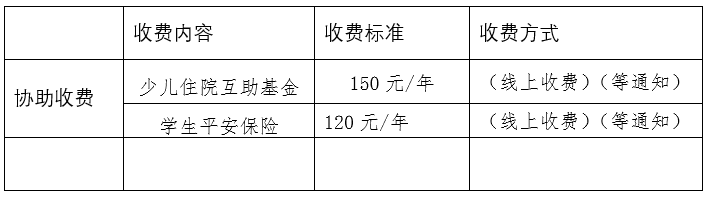 收费内容 收费标准 收费方式
协助收费 少儿住院互助基金 150 元/年 （线上收费）（等通知）
学生平安保险 120 元/年 （线上收费）（等通知）